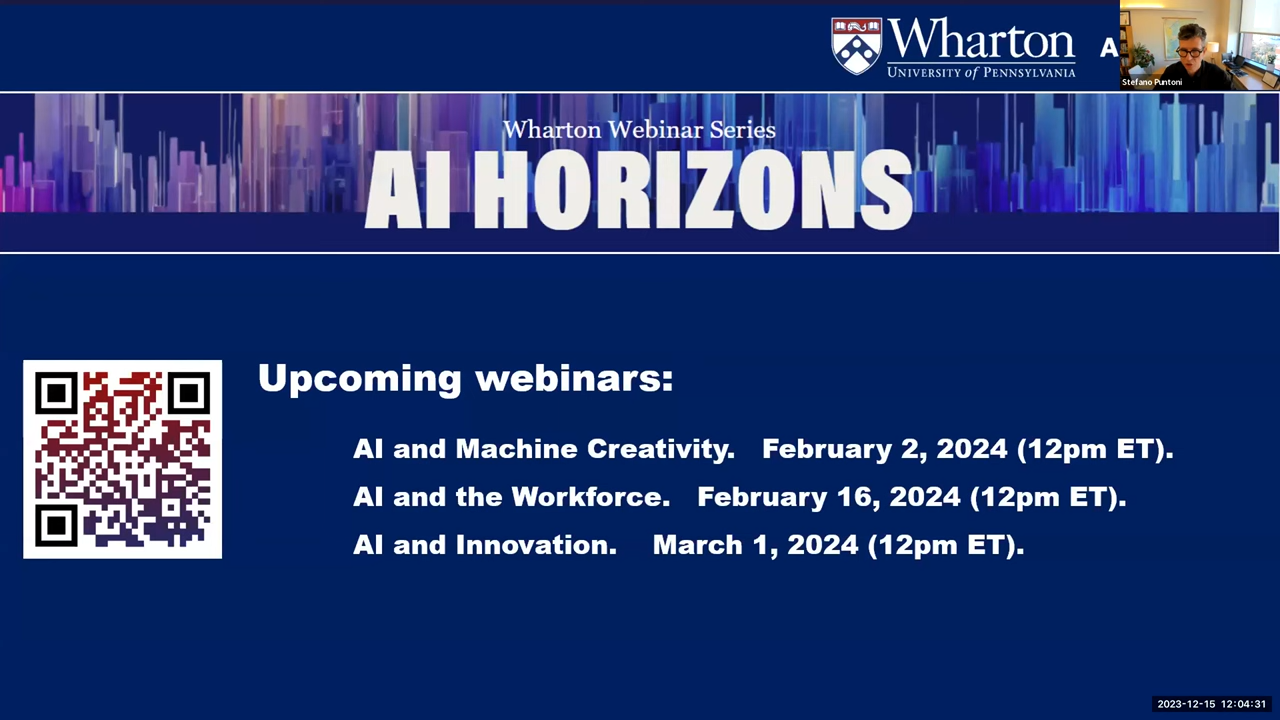 Wharton
UNIVERSITY of PENNSYLVANIA
A
Stefano Puntoni
Wharton Webinar Series
AI HORIZONS
Upcoming webinars:
AI and Machine Creativity. February 2, 2024 (12pm ET).
AI and the Workforce. February 16, 2024 (12pm ET).
AI and Innovation. March 1, 2024 (12pm ET).
2023-12-15 12:04:31